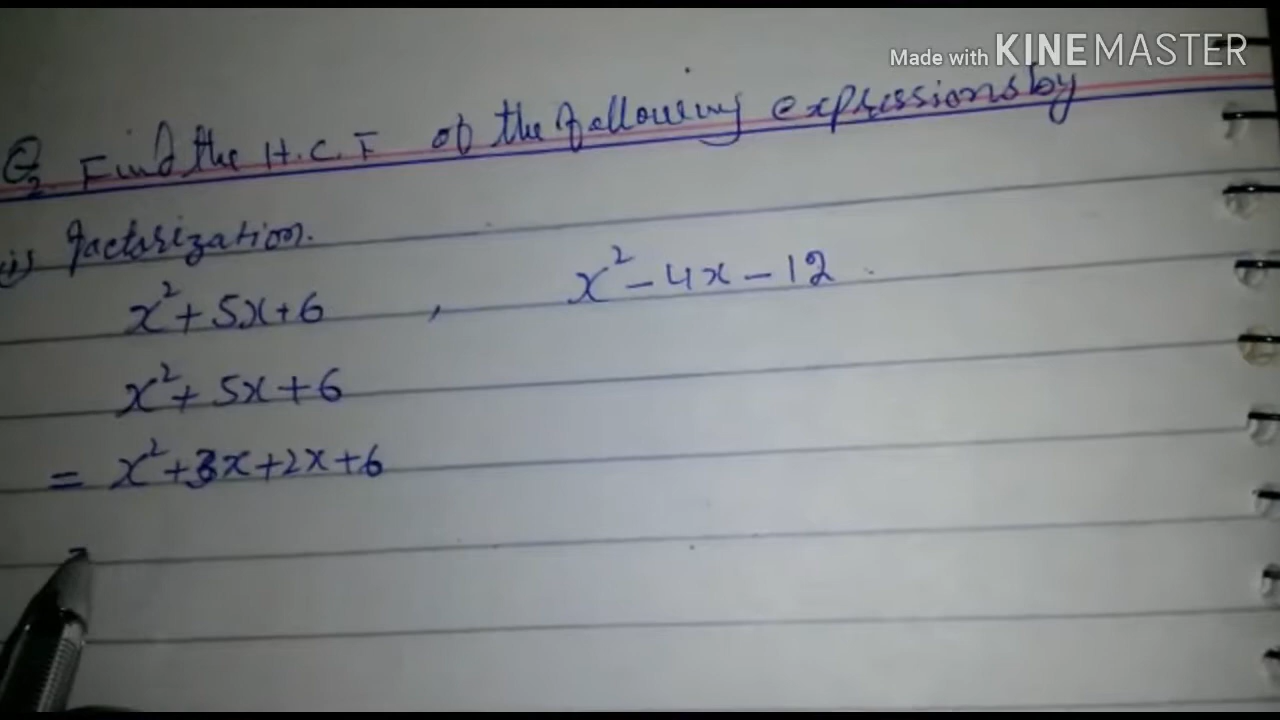 Made with KINEMASTER
Q2 Find the H.C.F of the following expressions by
(i) factorization.
x²+5x+6 , x²-4x-12
x²+5x+6
= x²+3x+2x+6